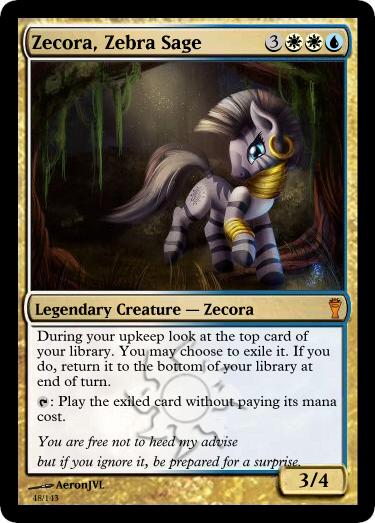 Zecora, Zebra Sage 3
Legendary Creature — Zecora
During your upkeep look at the top card of
your library. You may choose to exile it. If you
do, return it to the bottom of your library at
end of turn.
: Play the exiled card without paying its mana
cost.
You are free not to heed my advise
but if you ignore it, be prepared for a surprise.
AeronJVL
48/143
3/4